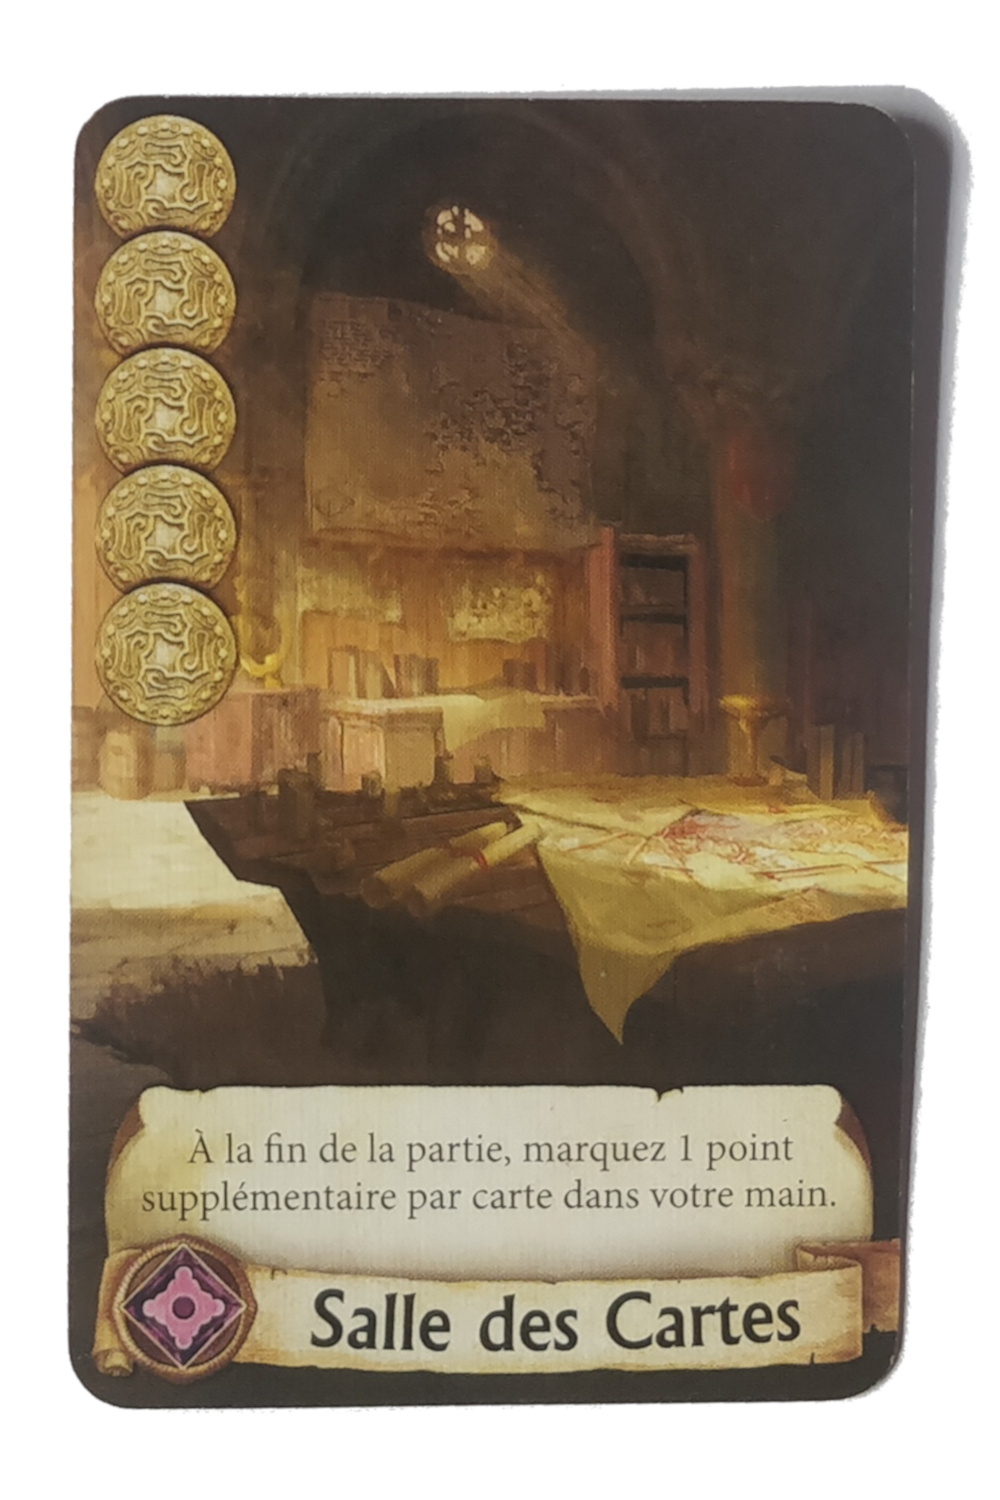 À la fin de la partie, marquez 1 point
supplémentaire par carte dans votre main.
Salle des Cartes